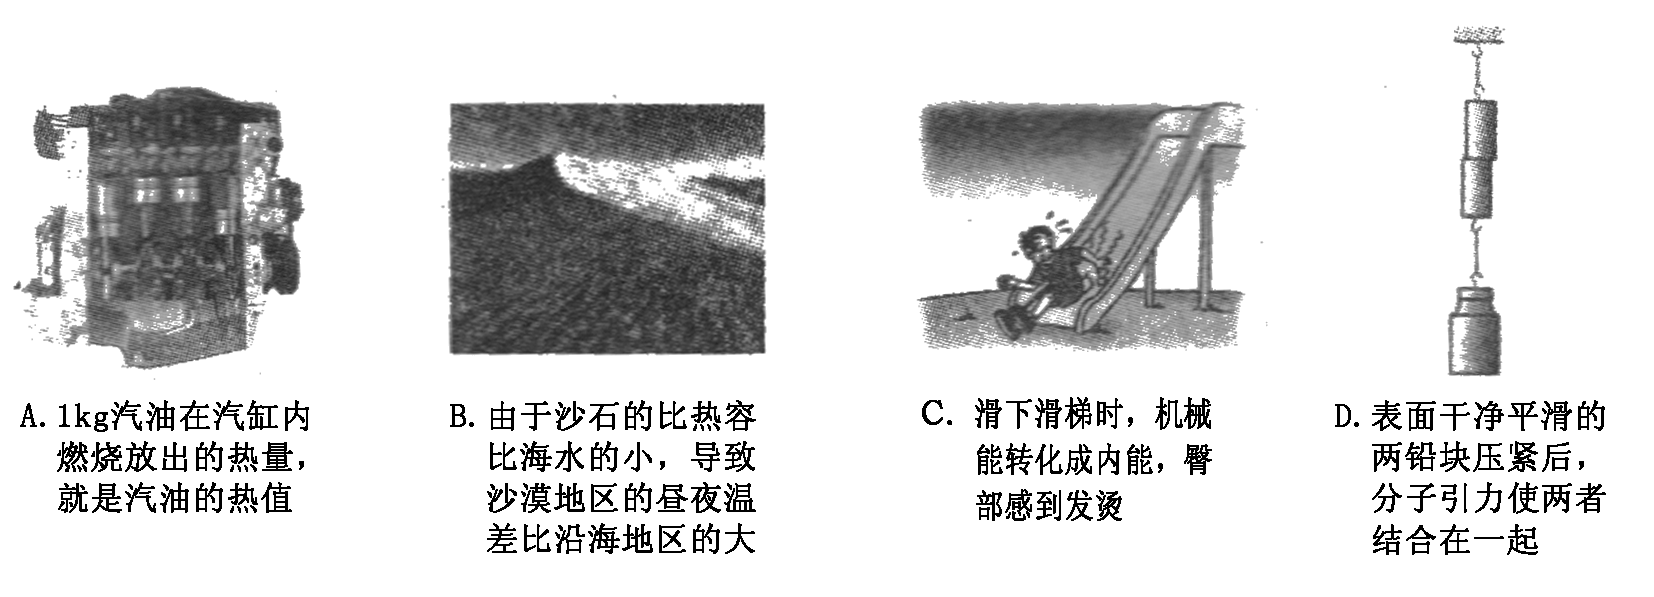 A. 1kg汽油在汽缸内
燃烧放出的热量，
就是汽油的热值
B. 由于沙石的比热容
比海水的小，导致
沙漠地区的昼夜温
差比沿海地区的大
C. 滑下滑梯时，机械
能转化成内能，臀
部感到发烫
D. 表面干净平滑的
两铅块压紧后，
分子引力使两者
结合在一起